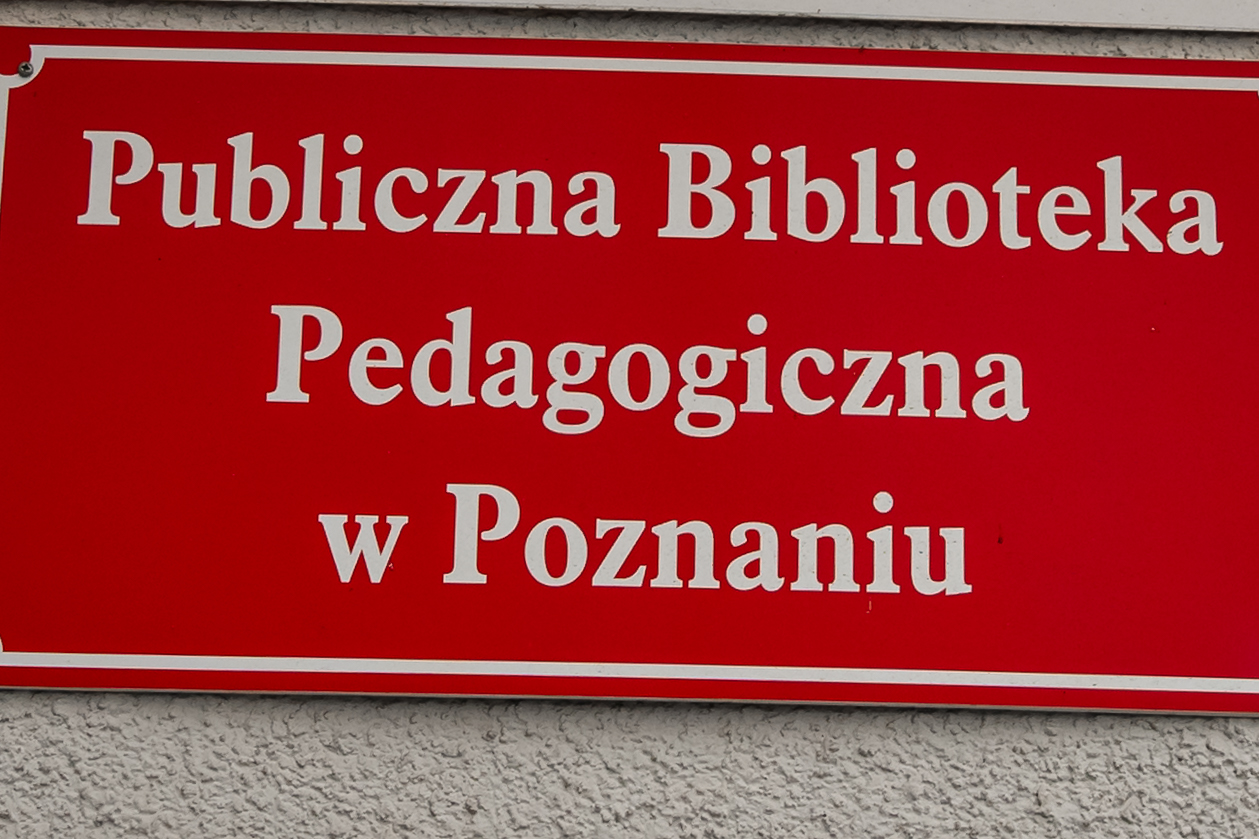 Publiczna Biblioteka
Pedagogiczna
w Poznaniu